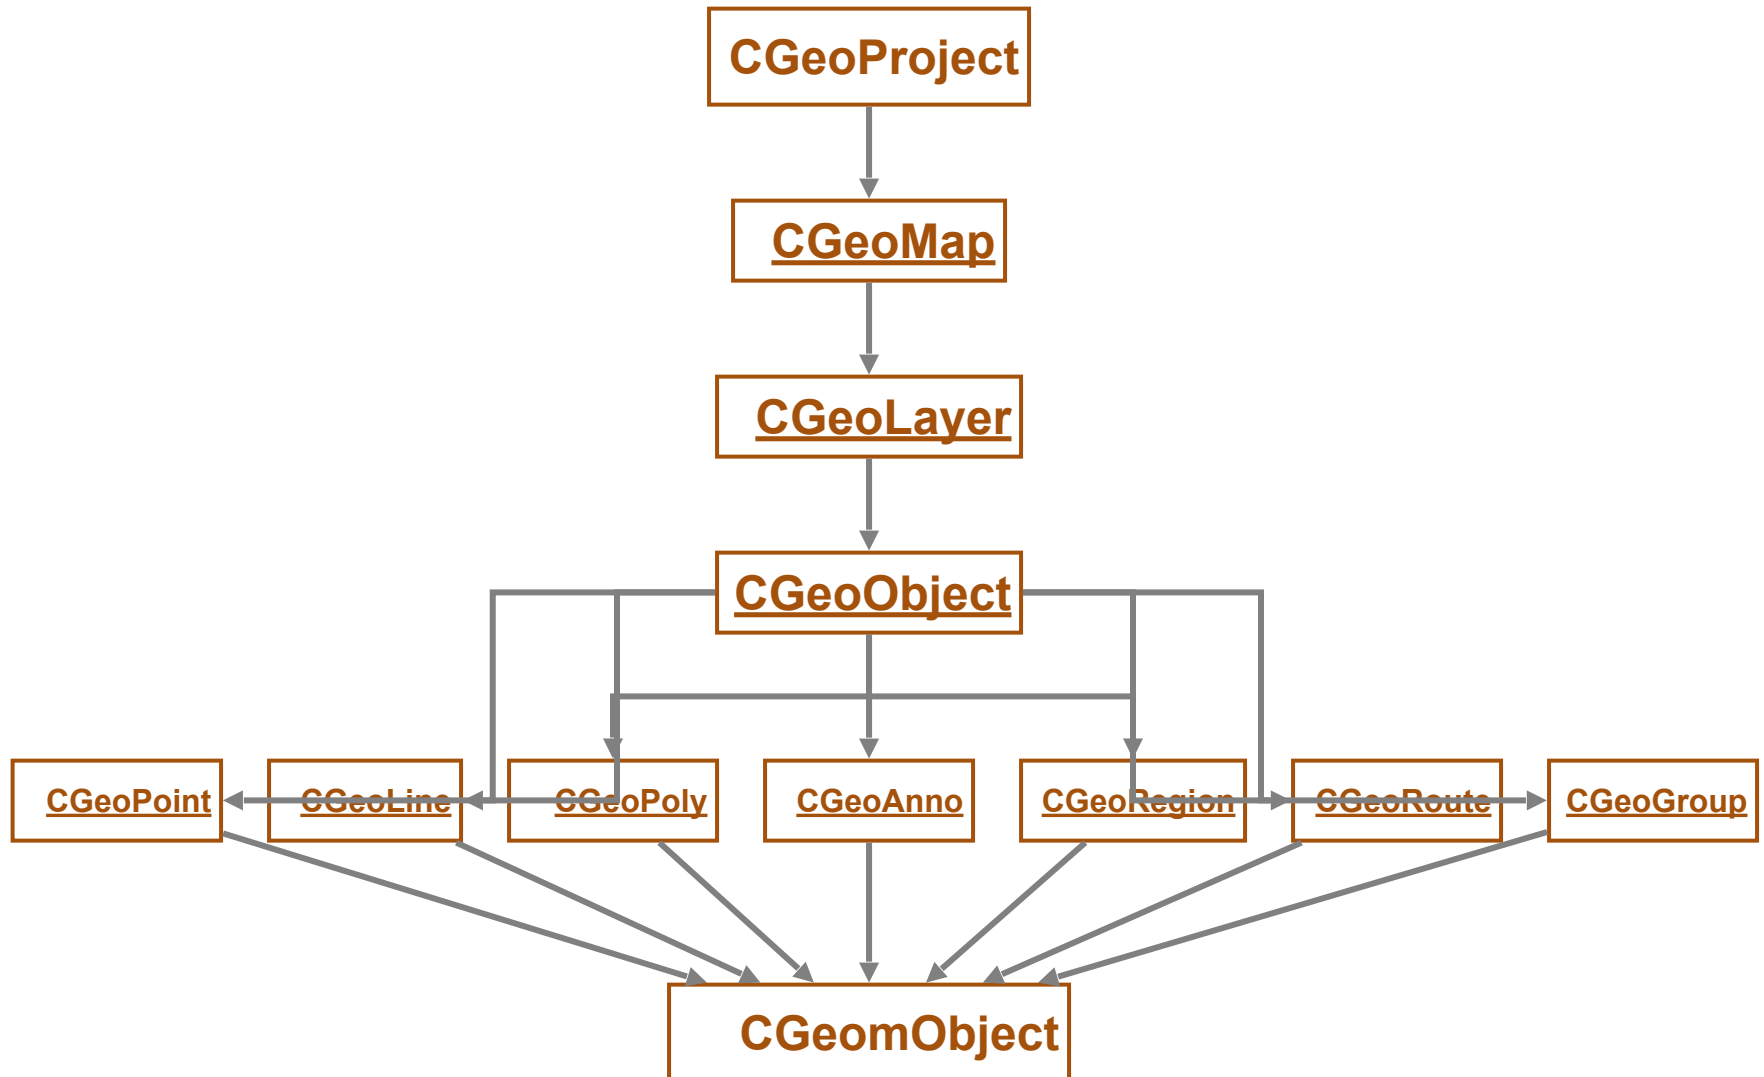 CGeoProject
CGeoMap
CGeoLayer
CGeoObject
CGeoPoint CGeoLine CGeoPoly CGeoAnno CGeoRegion CGeoRoute CGeoGroup
CGeomObject